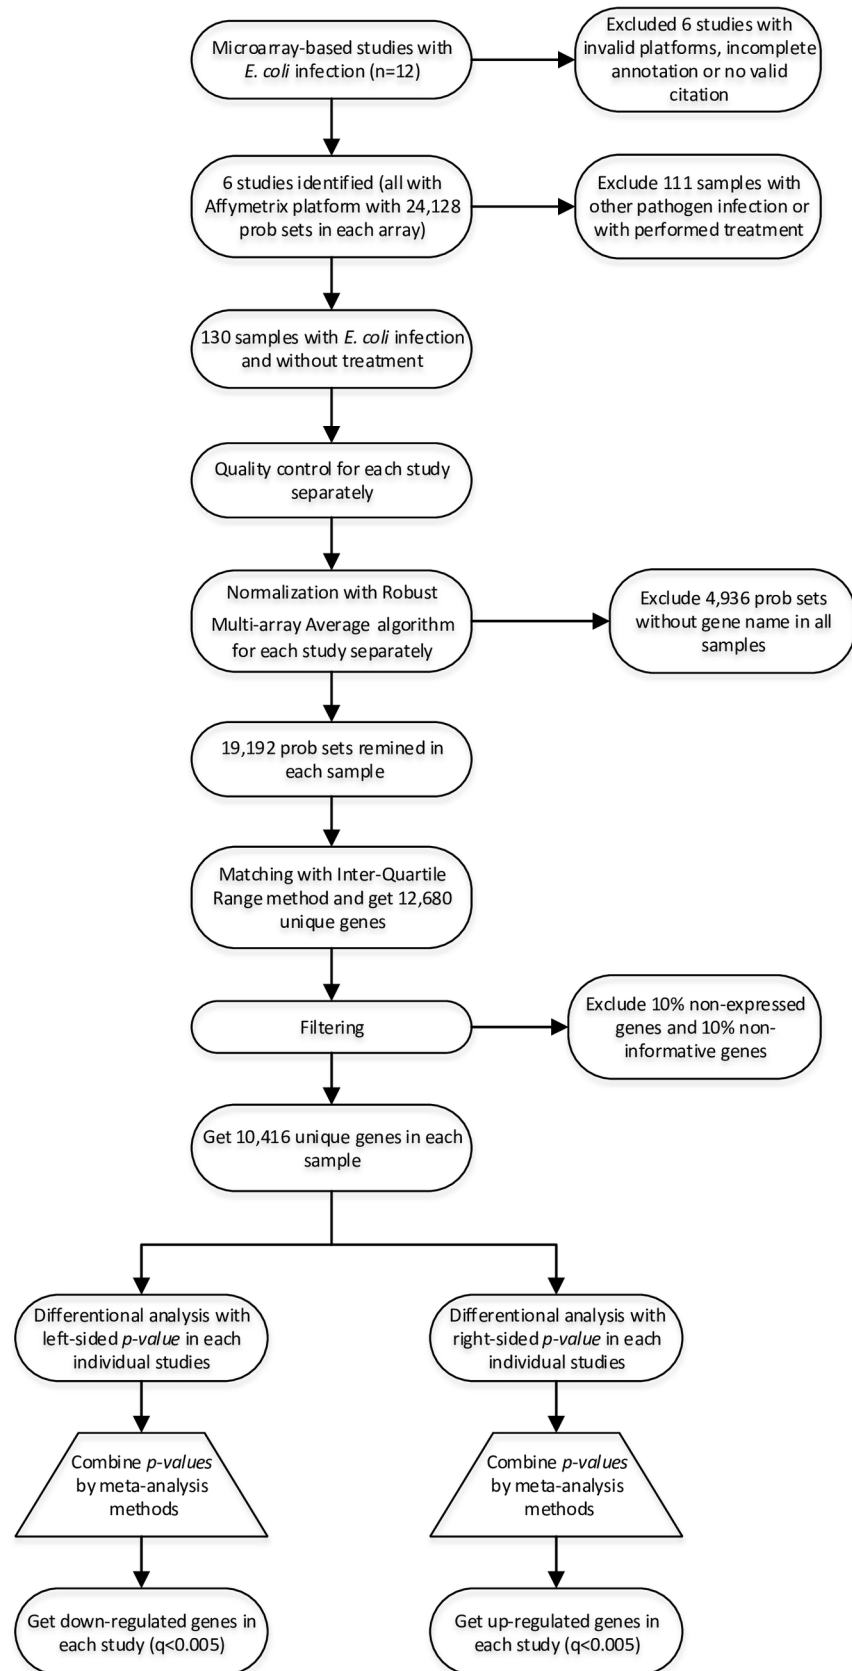 Microarray-based studies with
E. coli infection (n=12)
Excluded 6 studies with
invalid platforms, incomplete
annotation or no valid
citation
6 studies identified (all with
Affymetrix platform with 24,128
prob sets in each array)
Exclude 111 samples with
other pathogen infection or
with performed treatment
130 samples with E. coli infection
and without treatment
Quality control for each study
separately
Normalization with Robust
Multi-array Average algorithm
for each study separately
Exclude 4,936 prob sets
without gene name in all
samples
19,192 prob sets remined in
each sample
Matching with Inter-Quartile
Range method and get 12,680
unique genes
Filtering
Exclude 10% non-expressed
genes and 10% non-
informative genes
Get 10,416 unique genes in each
sample
Differentional analysis with
left-sided p-value in each
individual studies
Differentional analysis with
right-sided p-value in each
individual studies
Combine p-values
by meta-analysis
methods
Combine p-values
by meta-analysis
methods
Get down-regulated genes in
each study (q<0.005)
Get up-regulated genes in
each study (q<0.005)